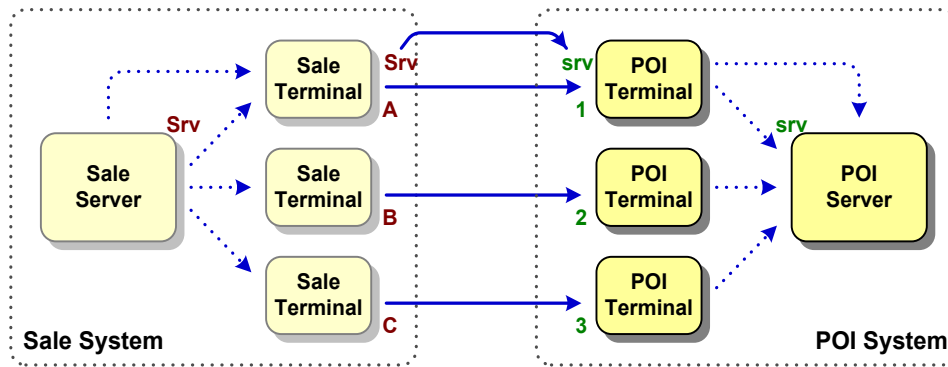 Sale
Terminal
Srv
A
srv
1
POI
Terminal
Srv
Sale
Server
Sale
Terminal
B
2
POI
Terminal
srv
POI
Server
Sale
Terminal
C
3
POI
Terminal
Sale System
POI System